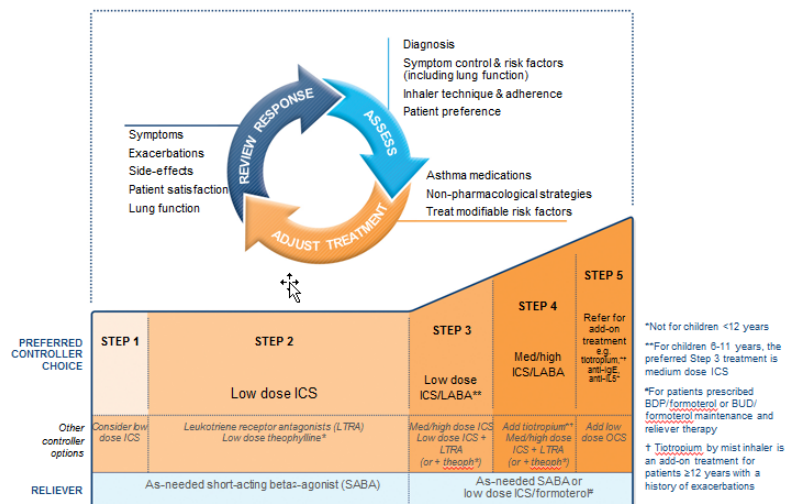 Diagnosis
Symptom control & risk factors
(including lung function)
Inhaler technique & adherence
Patient preference
REVIEW RESPONSE
ASSESS
ADJUST TREATMENT
Symptoms
Exacerbations
Side-effects
Patient satisfaction
Lung function
Asthma medications
Non-pharmacological strategies
Treat modifiable risk factors
PREFERRED
CONTROLLER
CHOICE
STEP 1
STEP 2
Low dose ICS
STEP 3
Low dose
ICS/LABA**
STEP 4
Med/high
ICS/LABA
STEP 5
Refer for
add-on
treatment
e.g.
tiotropium,*†
anti-IgE,
anti-IL5*
Other
controller
options
Consider low
dose ICS
Leukotriene receptor antagonists (LTRA)
Low dose theophylline*
Med/high dose ICS
Low dose ICS +
LTRA
(or + theoph*)
Add tiotropium*†
Med/high dose
ICS + LTRA
(or + theoph*)
Add low
dose OCS
RELIEVER
As-needed short-acting beta2-agonist (SABA)
As-needed SABA or
low dose ICS/formoterol#
*Not for children <12 years
**For children 6-11 years, the
preferred Step 3 treatment is
medium dose ICS
#For patients prescribed
BDP/formoterol or BUD/
formoterol maintenance and
reliever therapy
† Tiotropium by mist inhaler is
an add-on treatment for
patients ≥12 years with a
history of exacerbations